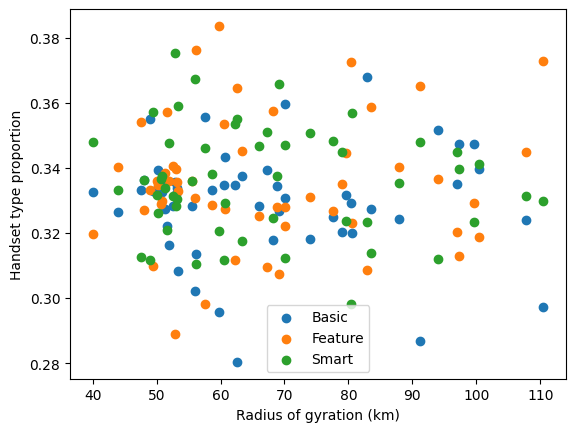 0.38
0.36
0.34
0.32
0.30
0.28
Handset type proportion
Basic
Feature
Smart
40 50 60 70 80 90 100 110
Radius of gyration (km)